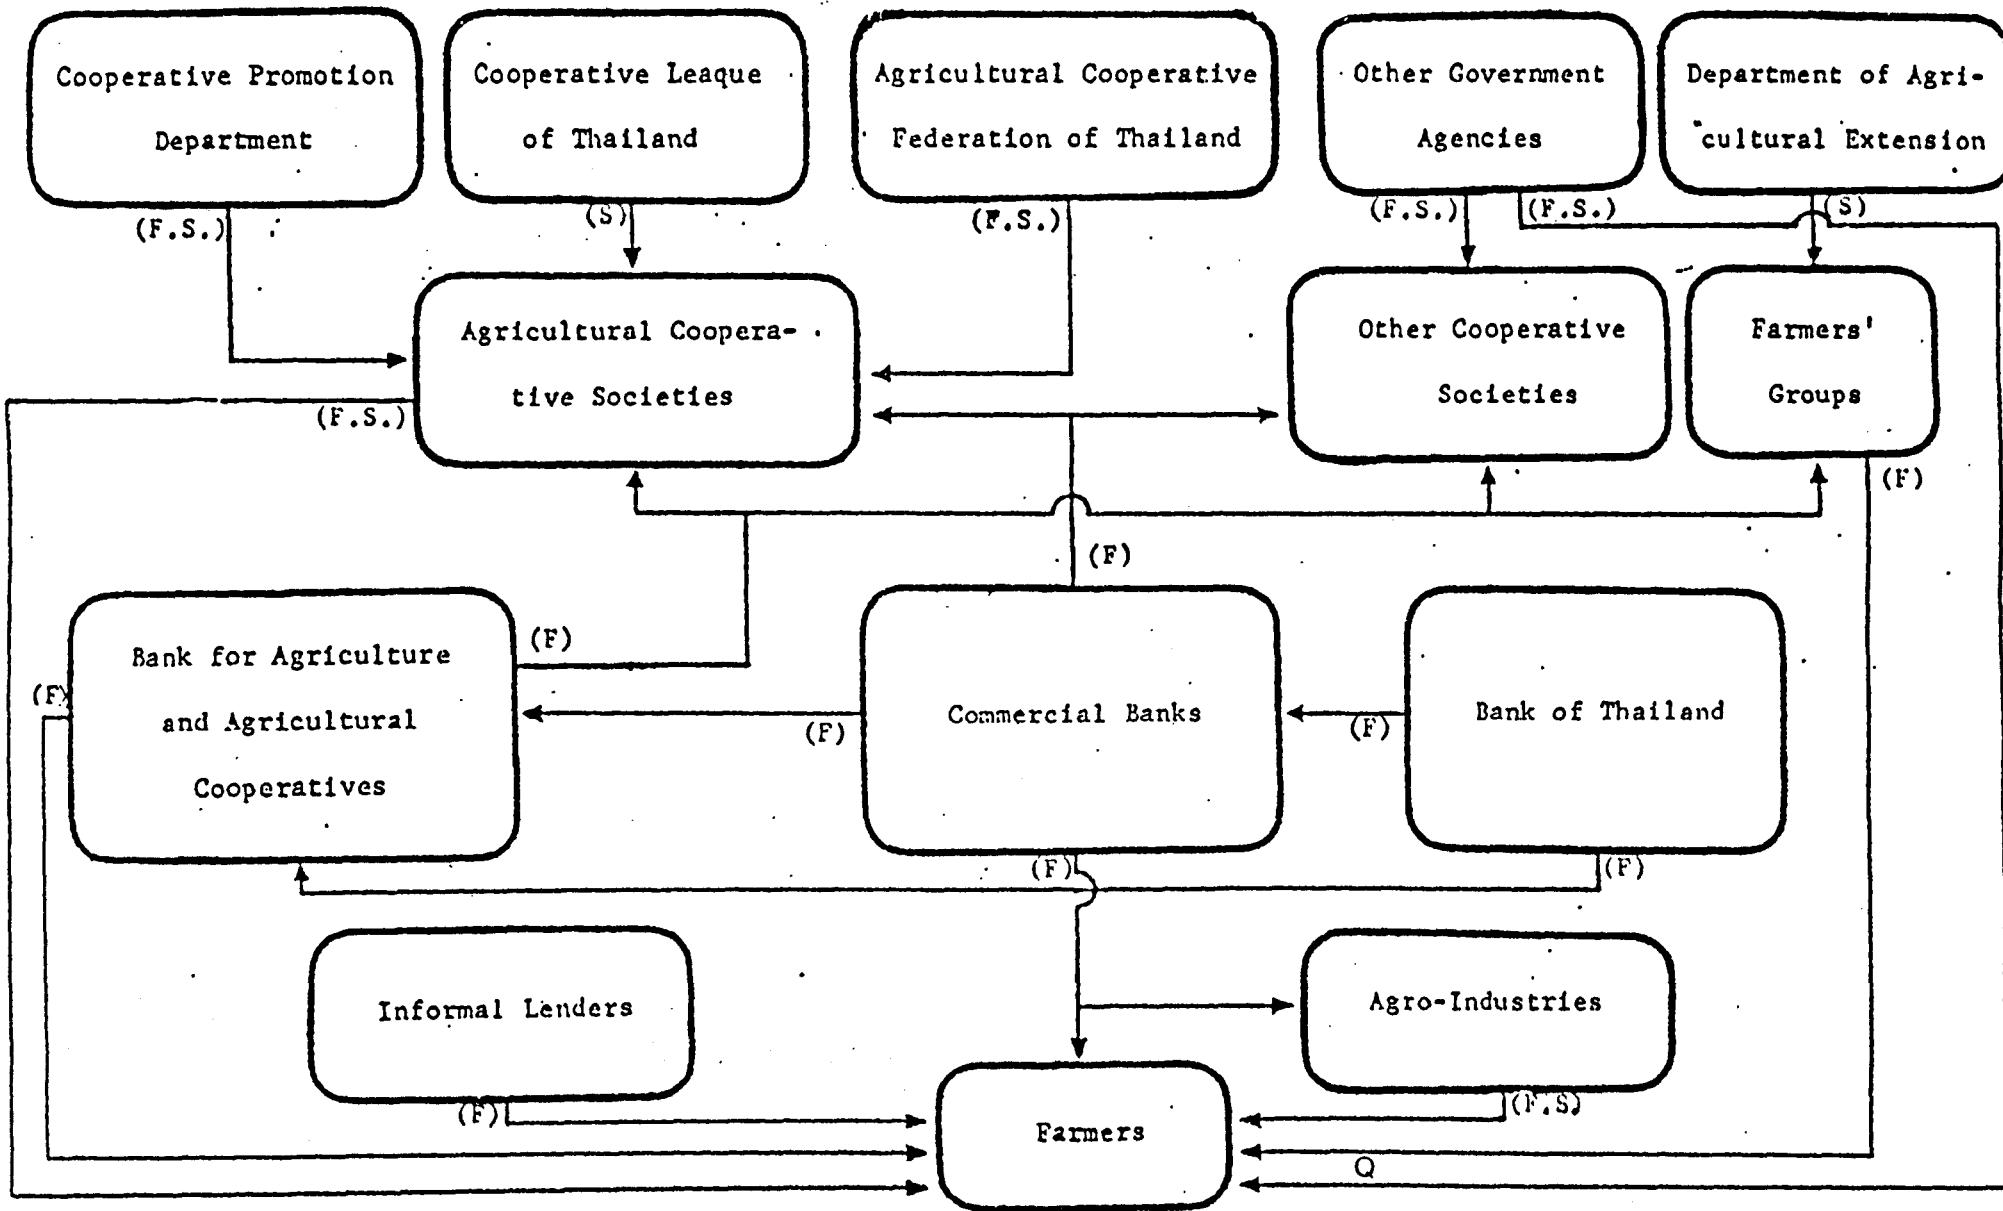 Cooperative Promotion
Department
Cooperative Leaque
of Thailand
Agricultural Cooperative
Federation of Thailand
Other Government
Agencies
Department of Agri-
cultural Extension
(F.S.)
(S)
(F.S.)
(F.S.)
(F.S.)
(S)
Agricultural Coopera-
tive Societies
Other Cooperative
Societies
Farmers'
Groups
(F.S.)
(F)
(F)
(F)
(F)
Bank for Agriculture
and Agricultural
Cooperatives
Commercial Banks
Bank of Thailand
(F)
(F)
(F)
(F)
Informal Lenders
Agro-Industries
(F)
(F.S)
Farmers
Q